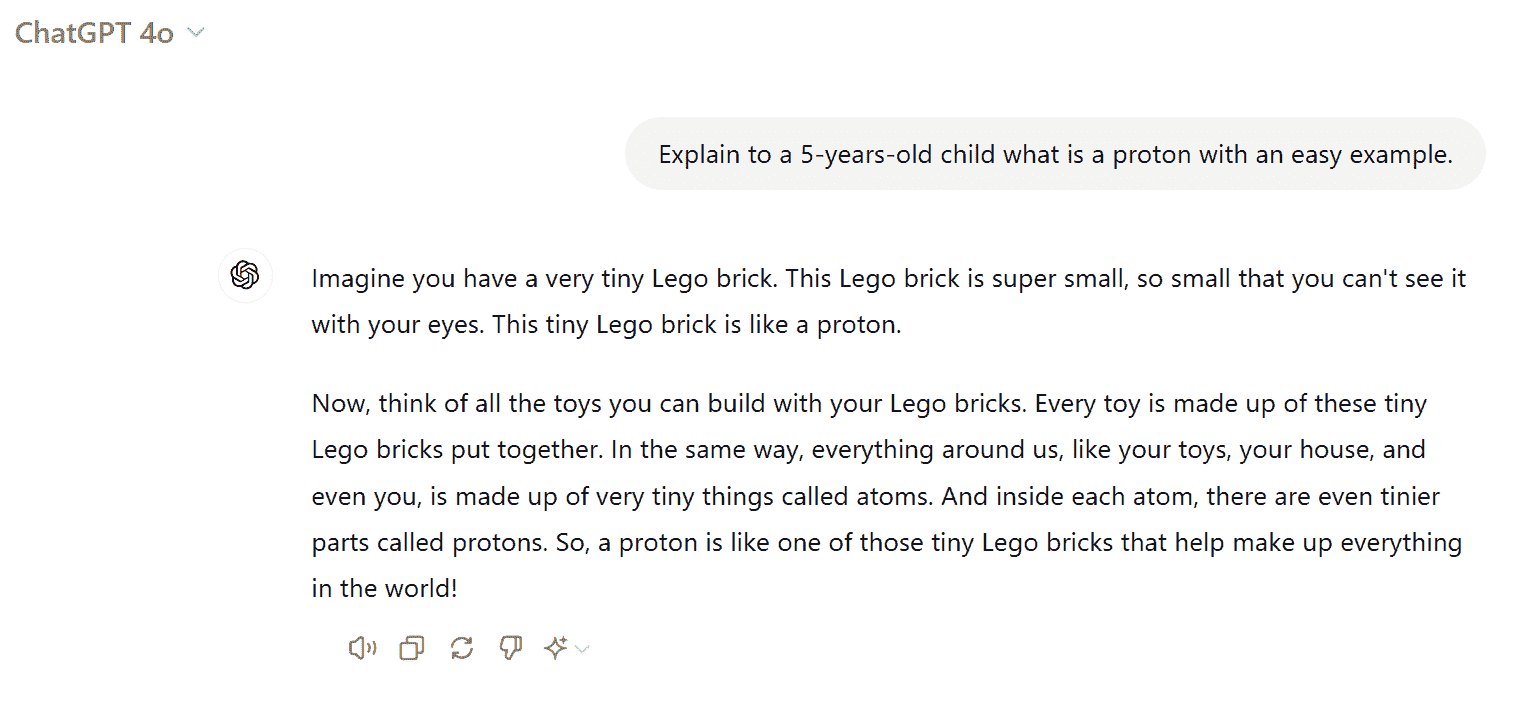 ChatGPT 4o
Explain to a 5-years-old child what is a proton with an easy example.
Imagine you have a very tiny Lego brick. This Lego brick is super small, so small that you can't see it
with your eyes. This tiny Lego brick is like a proton.
Now, think of all the toys you can build with your Lego bricks. Every toy is made up of these tiny
Lego bricks put together. In the same way, everything around us, like your toys, your house, and
even you, is made up of very tiny things called atoms. And inside each atom, there are even tinier
parts called protons. So, a proton is like one of those tiny Lego bricks that help make up everything
in the world!